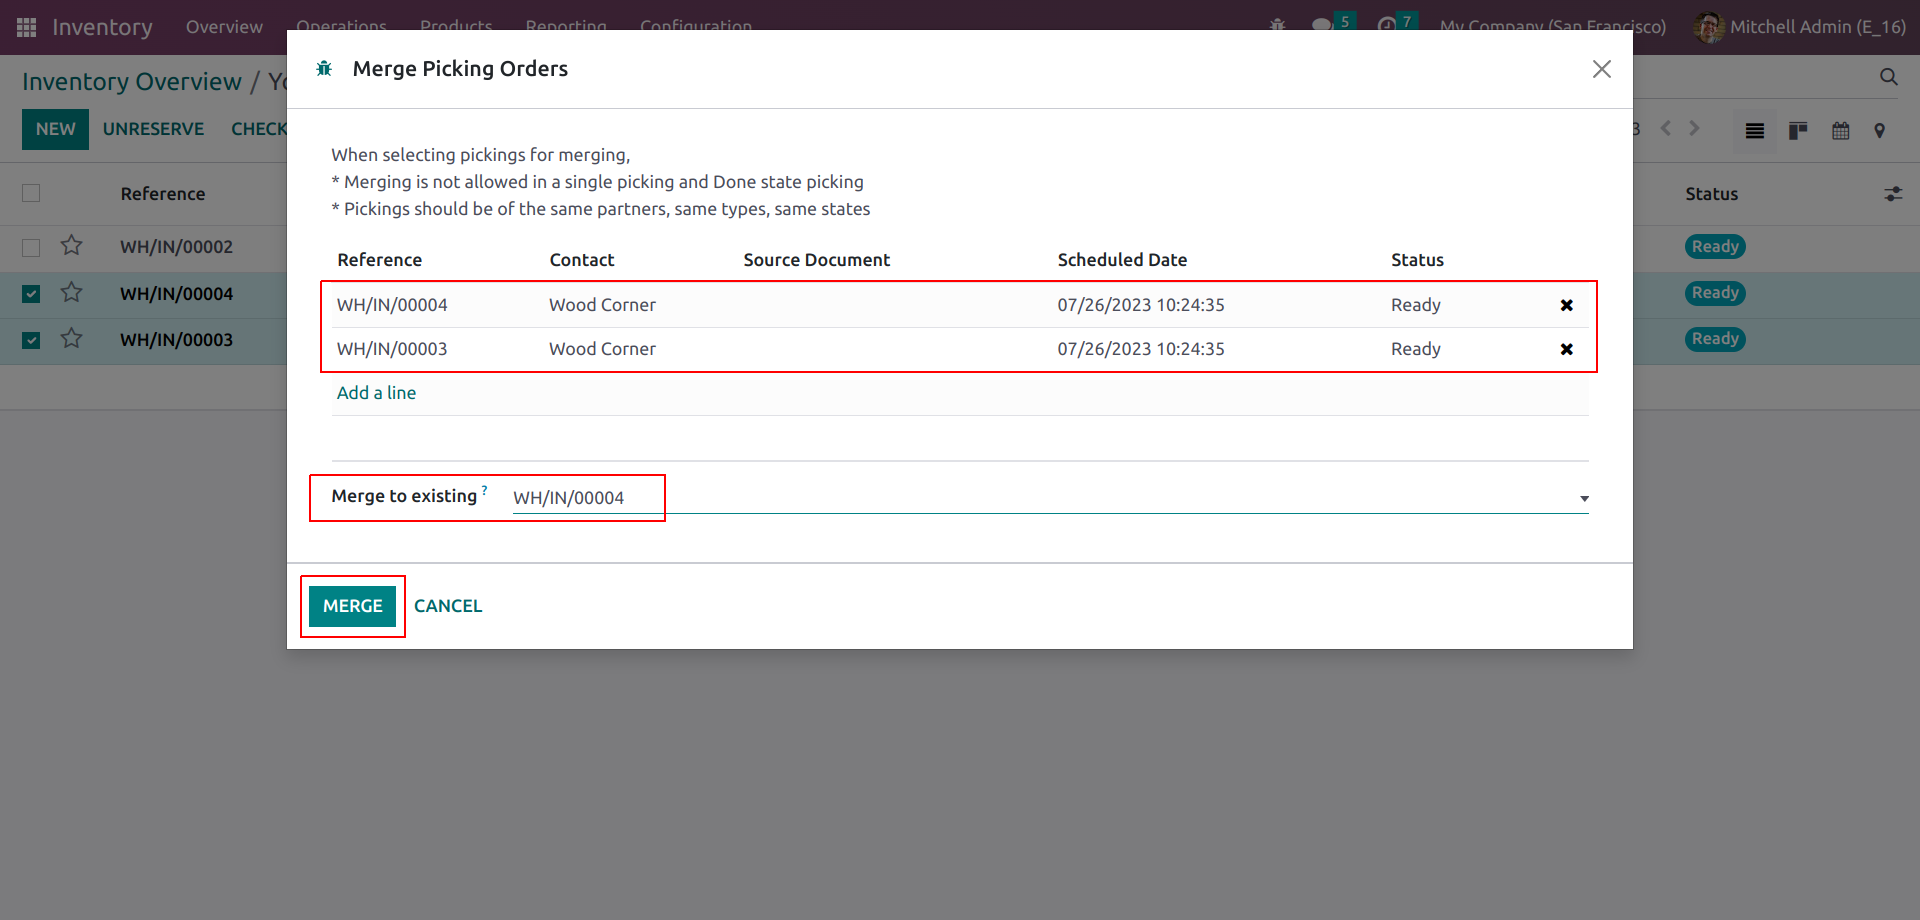 Inventory Overview Operations Products Reporting Configuration 5 7 My Company (San Francisco) Mitchell Admin (E_16)
Inventory Overview / Yo
NEW UNRESERVE CHECK
3
Reference Status
WH/IN/00002 Ready
WH/IN/00004 Ready
WH/IN/00003 Ready
Merge Picking Orders
When selecting pickings for merging,
* Merging is not allowed in a single picking and Done state picking
* Pickings should be of the same partners, same types, same states
Reference Contact Source Document Scheduled Date Status
WH/IN/00004 Wood Corner 07/26/2023 10:24:35 Ready
WH/IN/00003 Wood Corner 07/26/2023 10:24:35 Ready
Add a line
Merge to existing ? WH/IN/00004
MERGE CANCEL